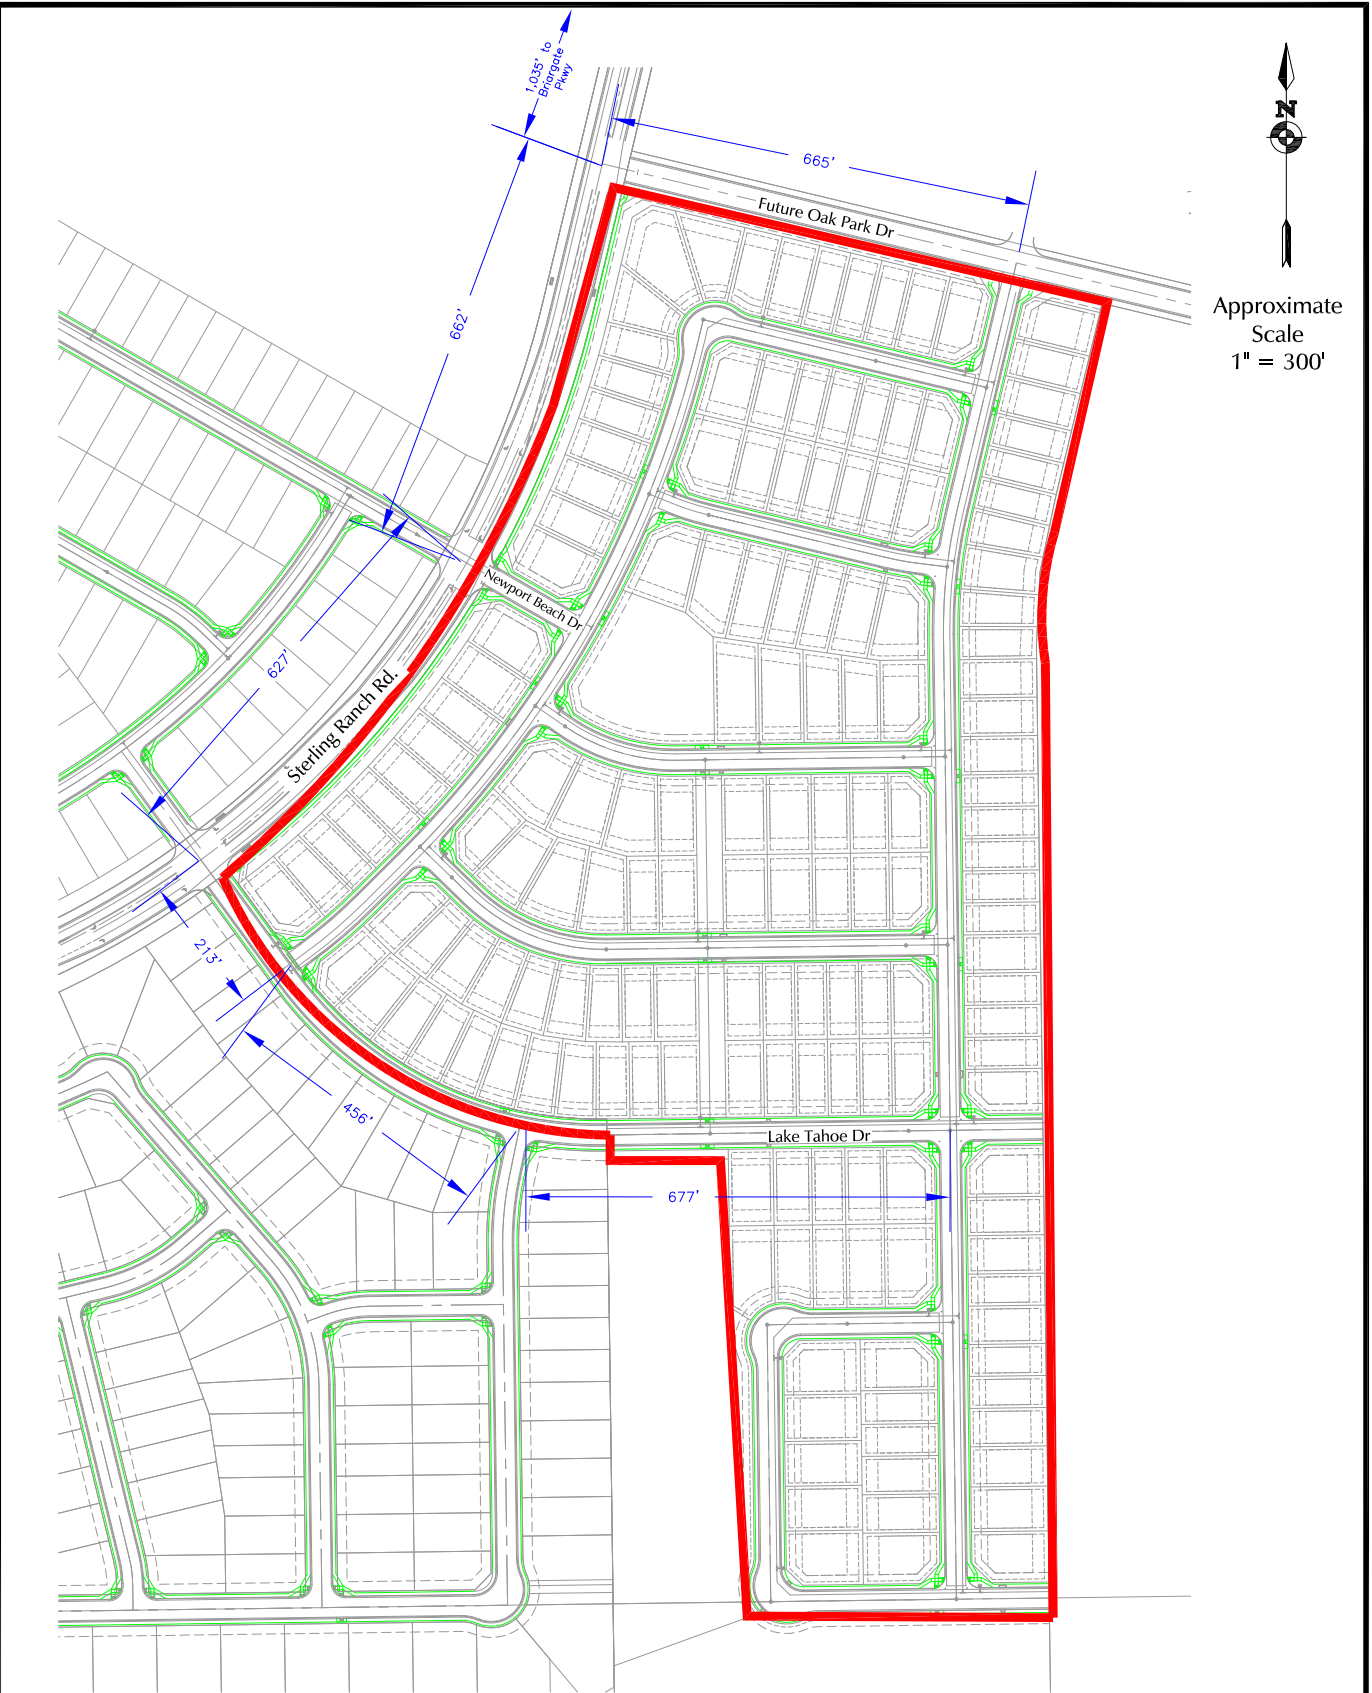 1,035' to
Briargate
Pkwy
N
665'
Future Oak Park Dr
Approximate
Scale
1" = 300'
662'
Newport Beach Dr
627'
Sterling Ranch Rd.
213'
456'
Lake Tahoe Dr
677'